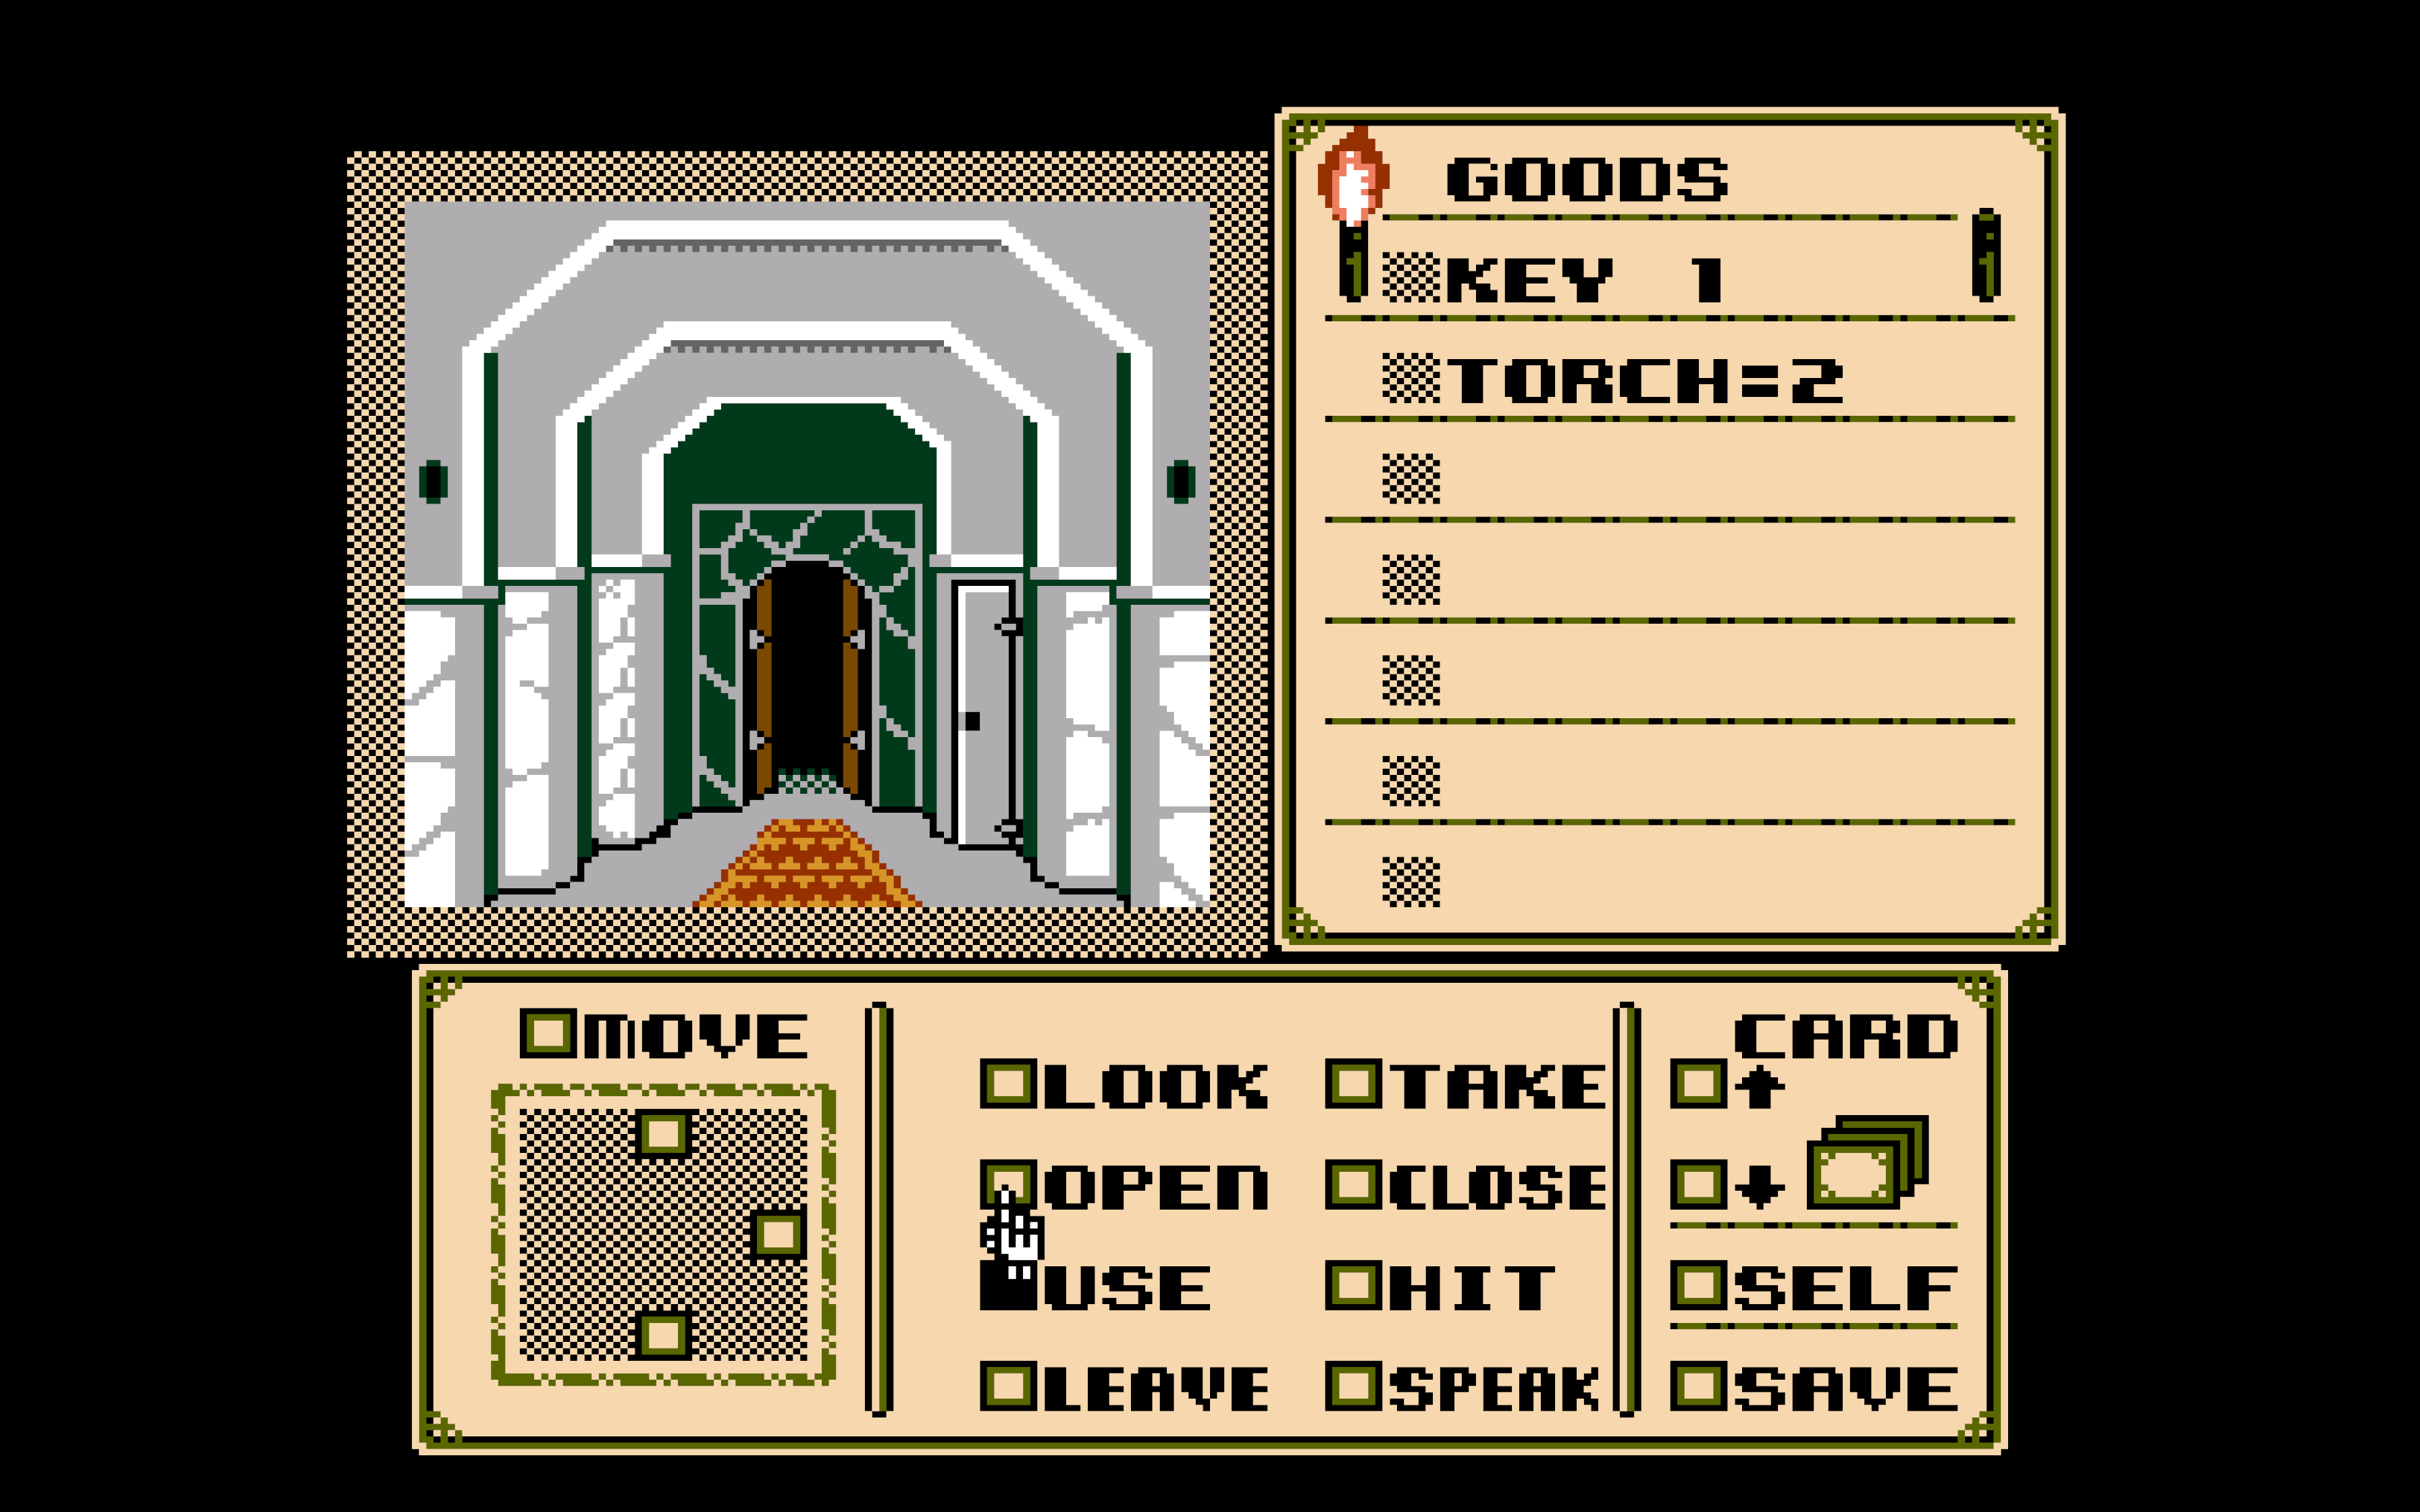 GOODS
KEY 1
TORCH=2
MOVE
LOOK TAKE
OPEN CLOSE
USE HIT
LEAVE SPEAK
CARD
↑
↓
SELF
SAVE